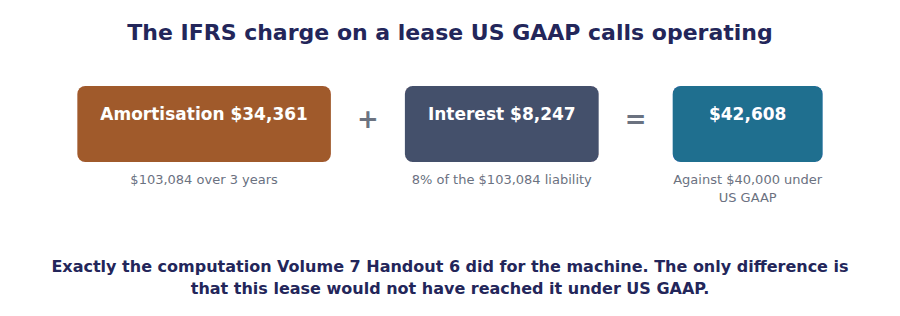 The IFRS charge on a lease US GAAP calls operating
Amortisation $34,361
+
Interest $8,247
=
$42,608
$103,084 over 3 years
8% of the $103,084 liability
Against $40,000 under
US GAAP
Exactly the computation Volume 7 Handout 6 did for the machine. The only difference is
that this lease would not have reached it under US GAAP.